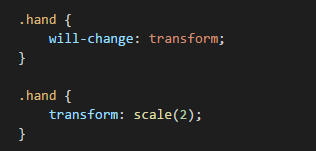 .hand {
    will-change: transform;
}

.hand {
    transform: scale(2);
}